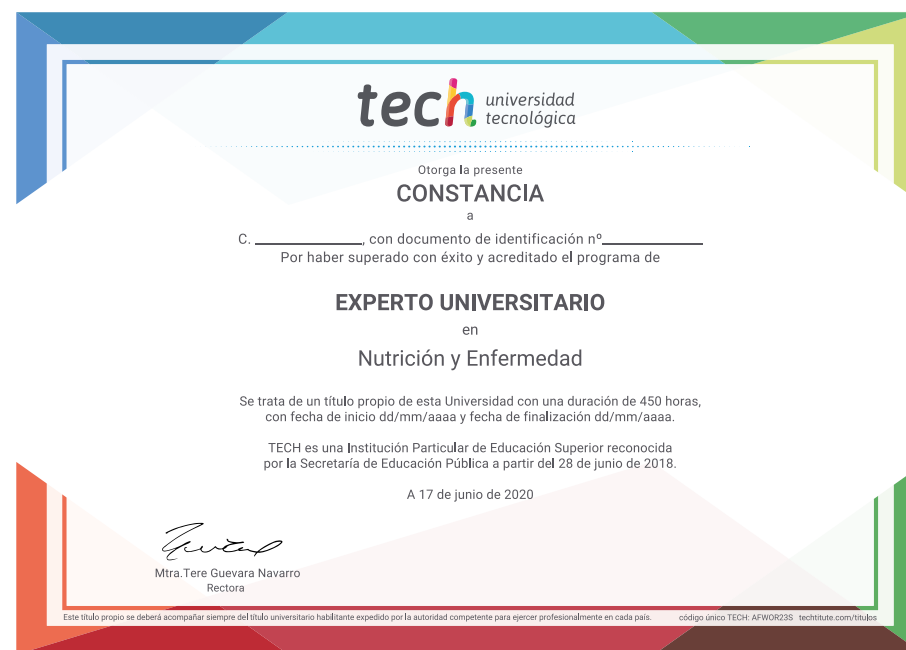 tech universidad
tecnológica
Otorga la presente
CONSTANCIA
a
C. ____________, con documento de identificación nº____________
Por haber superado con éxito y acreditado el programa de
EXPERTO UNIVERSITARIO
en
Nutrición y Enfermedad
Se trata de un título propio de esta Universidad con una duración de 450 horas,
con fecha de inicio dd/mm/aaaa y fecha de finalización dd/mm/aaaa.
TECH es una Institución Particular de Educación Superior reconocida
por la Secretaría de Educación Pública a partir del 28 de junio de 2018.
A 17 de junio de 2020
Mtra.Tere Guevara Navarro
Rectora
Este título propio se deberá acompañar siempre del título universitario habilitante expedido por la autoridad competente para ejercer profesionalmente en cada país. código único TECH: AFWOR23S techtitute.com/titulos